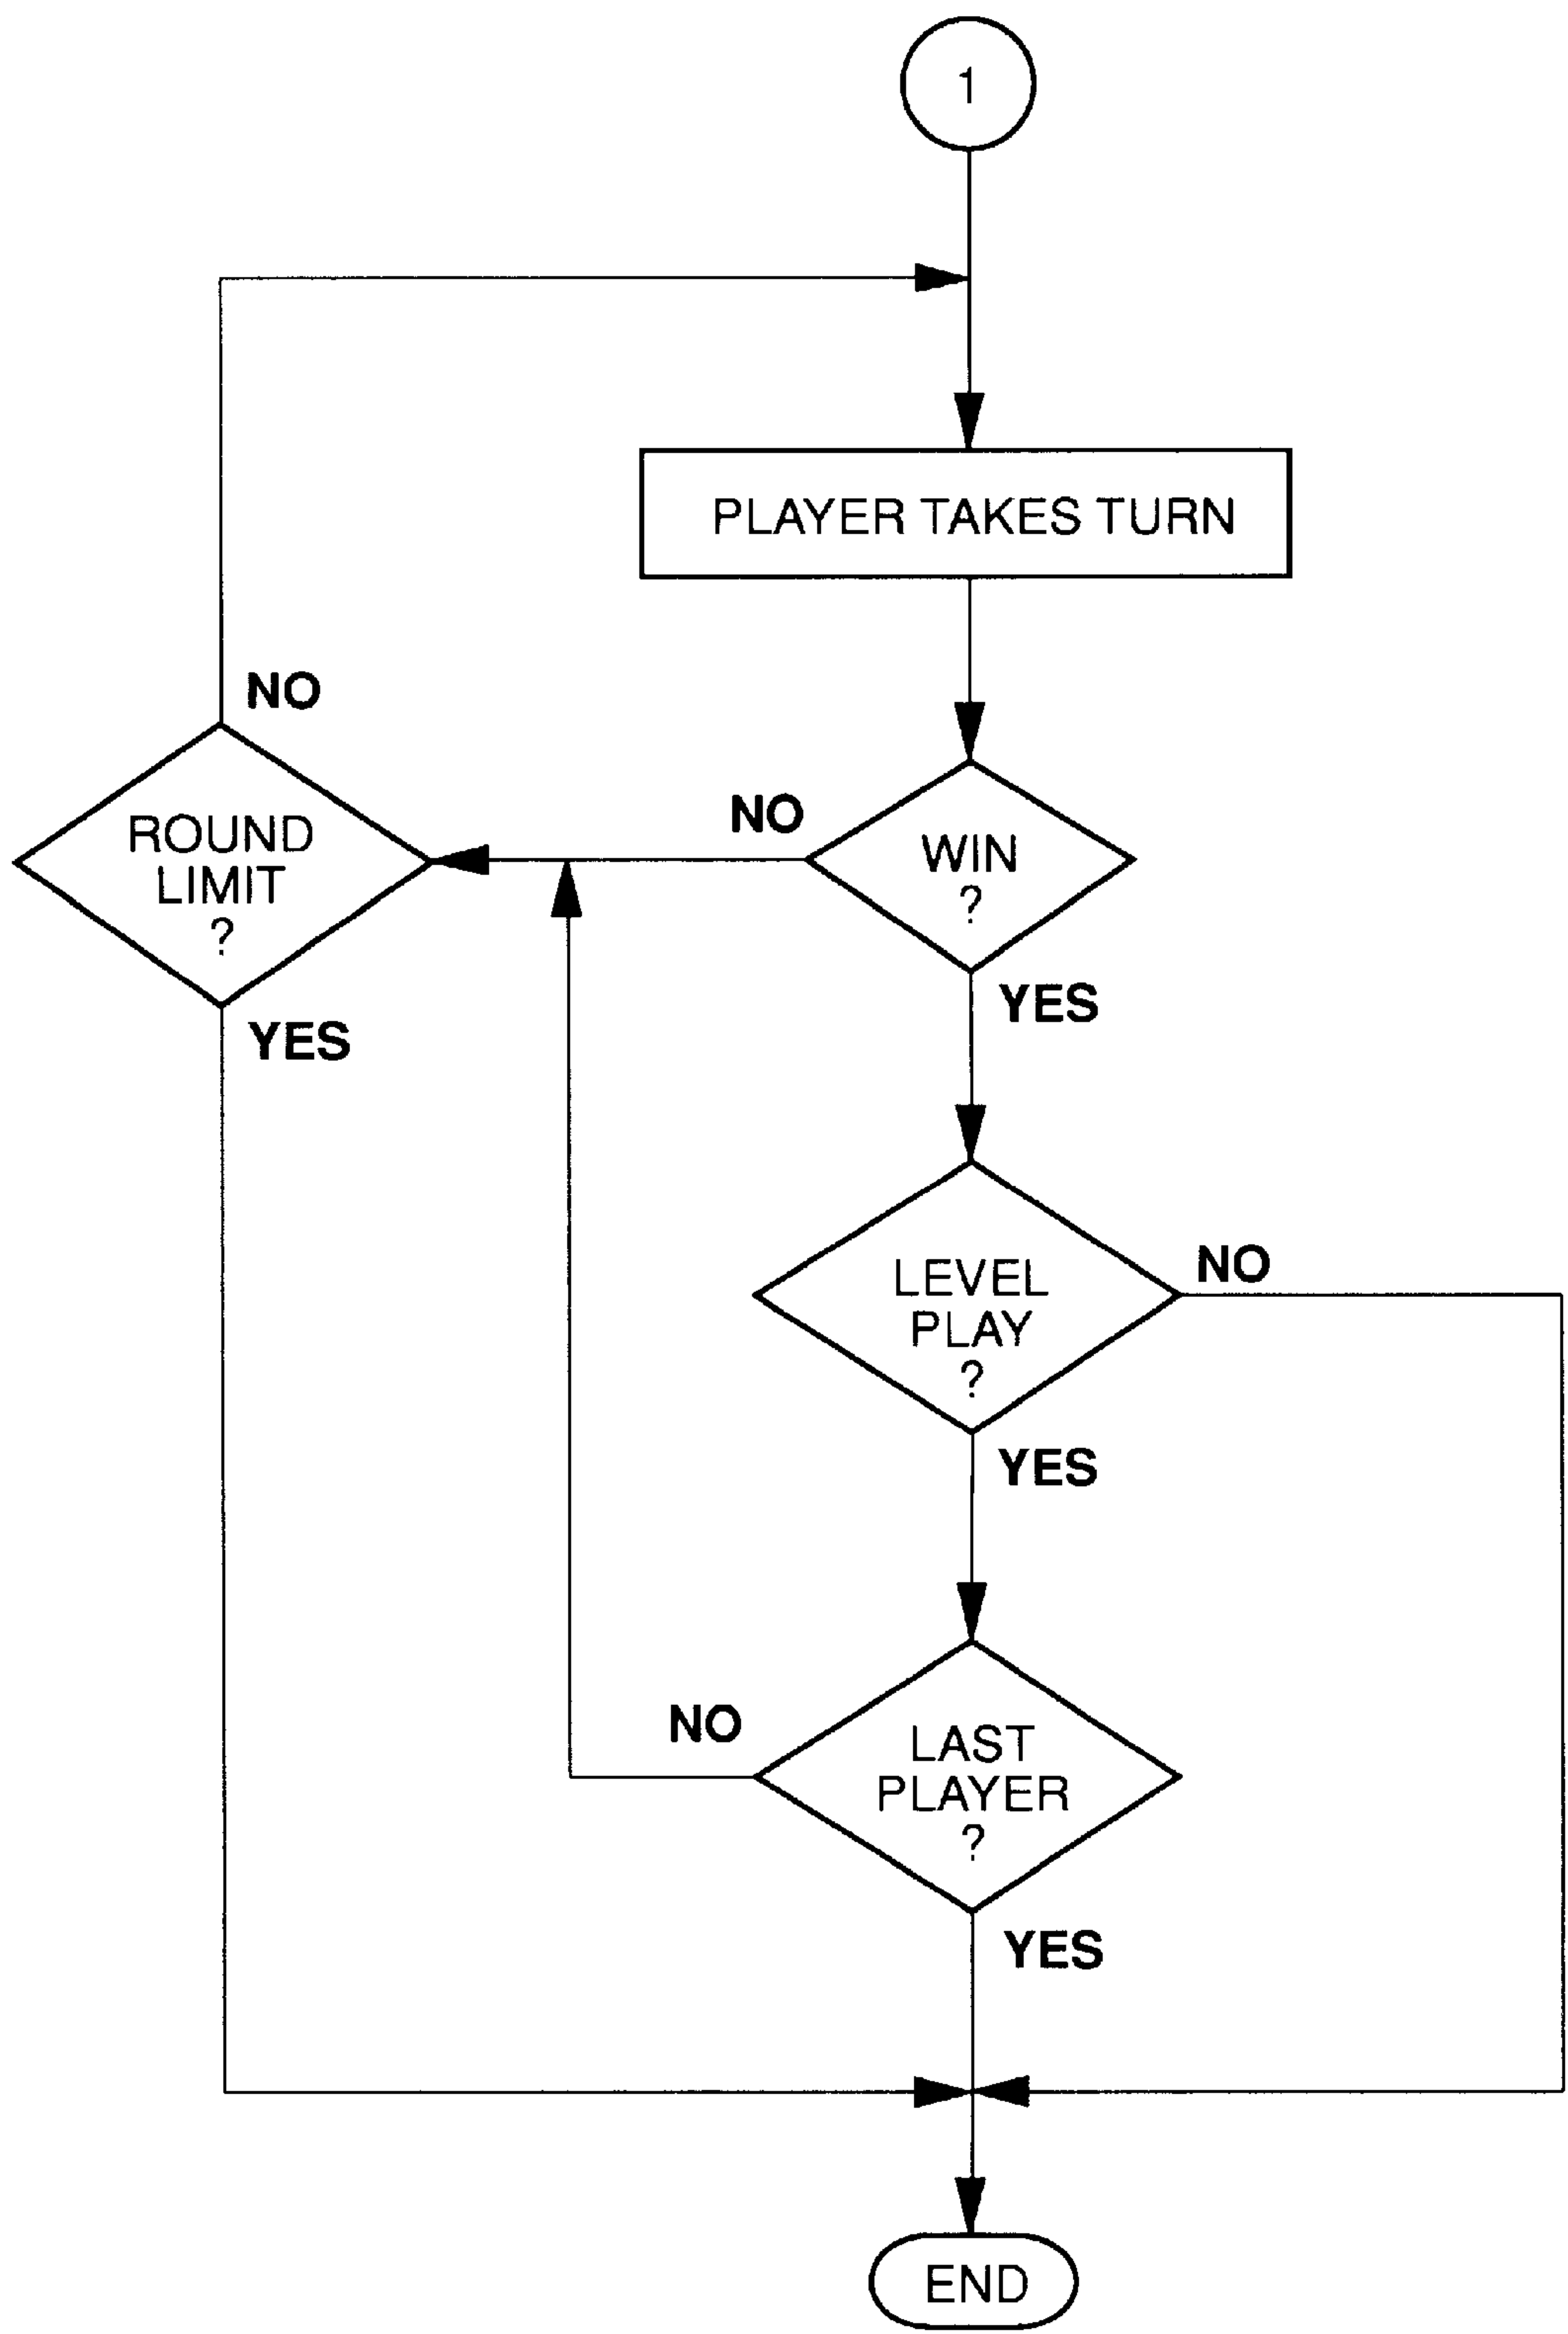 1
PLAYER TAKES TURN
NO
ROUND
LIMIT
?
YES
NO
WIN
?
YES
LEVEL
PLAY
?
NO
YES
NO
LAST
PLAYER
?
YES
END